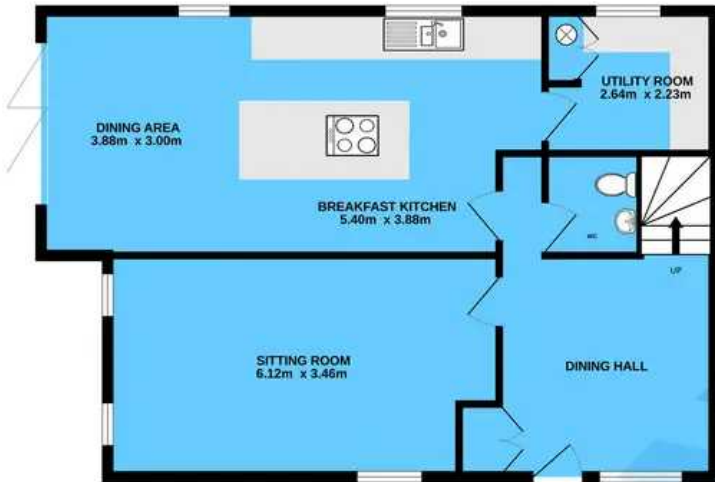 UTILITY ROOM
2.64m x 2.23m
DINING AREA
3.88m x 3.00m
BREAKFAST KITCHEN
5.40m x 3.88m
WC
UP
SITTING ROOM
6.12m x 3.46m
DINING HALL